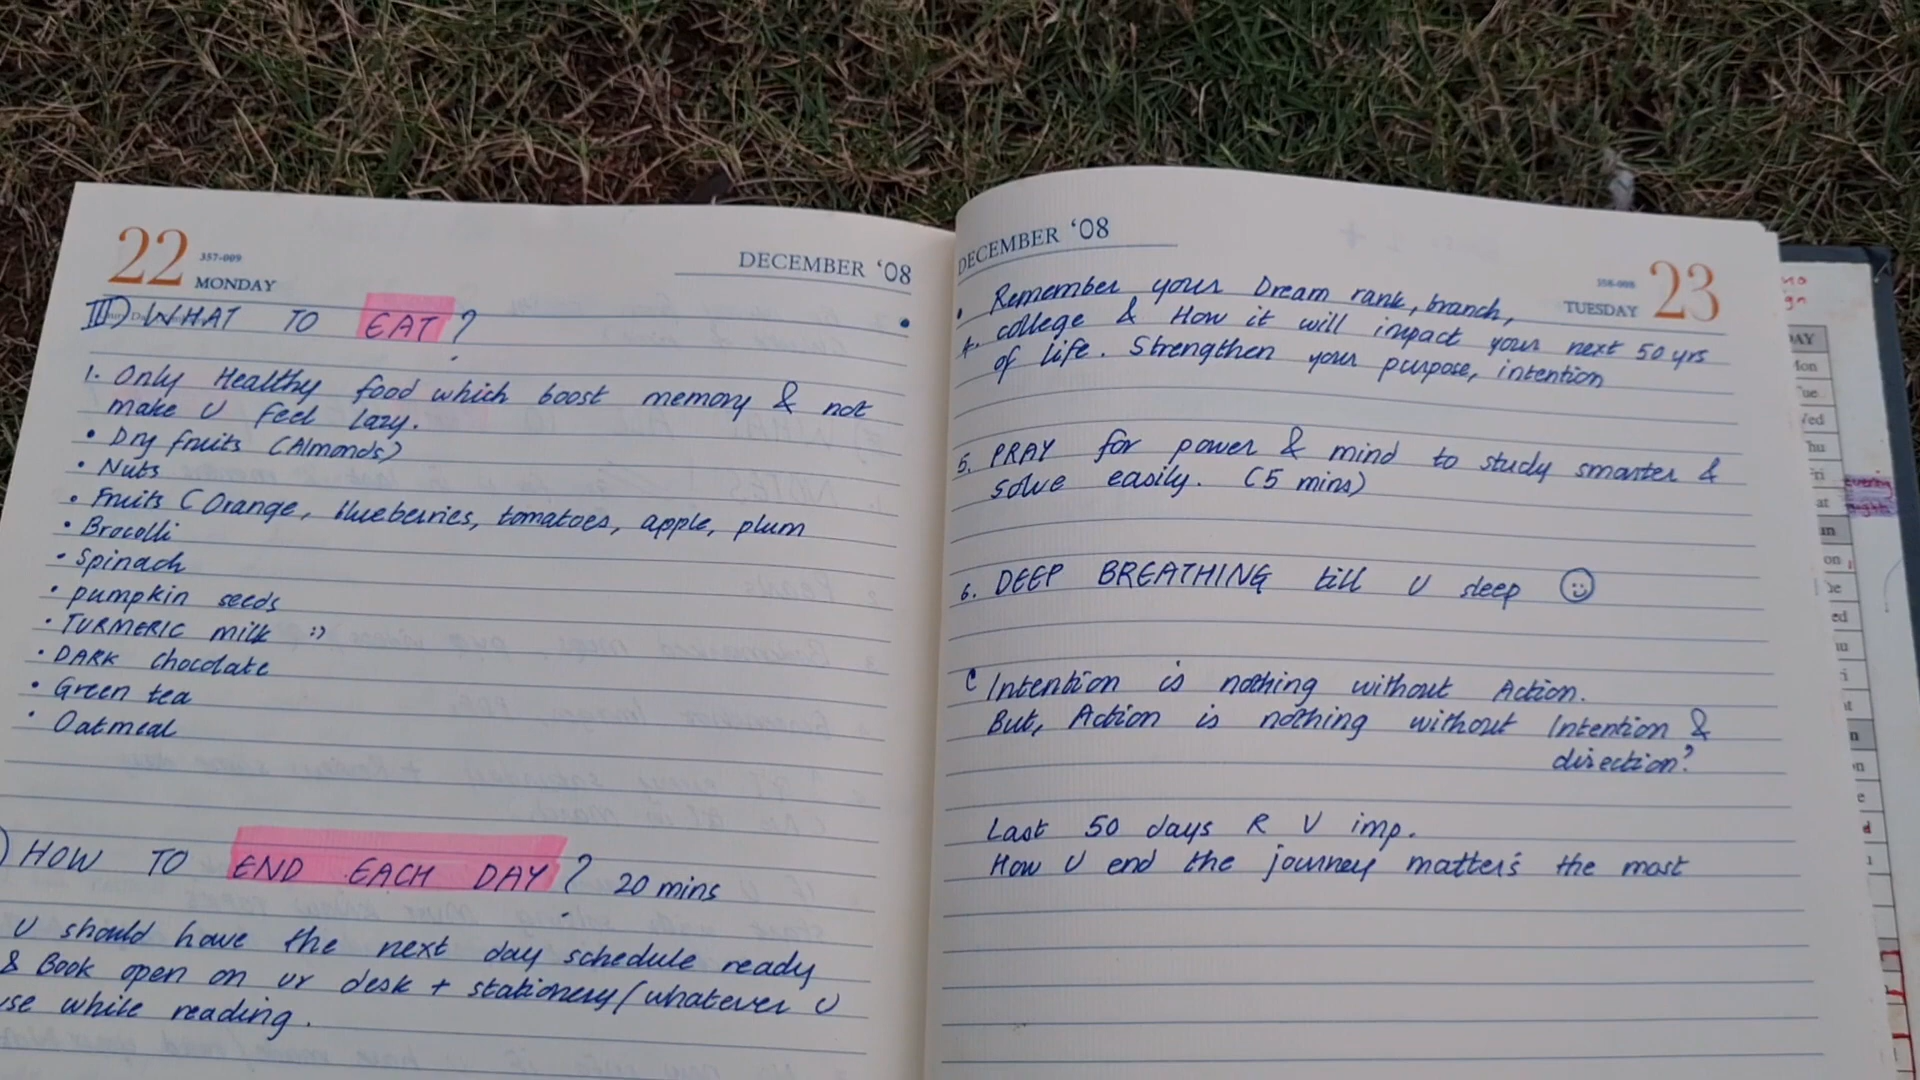 22
357-009
MONDAY
DECEMBER '08
III) WHAT TO EAT?
1. Only Healthy food which boost memory & not
make U feel lazy.
• Dry fruits (Almonds)
• Nuts
• Fruits (Orange, blueberries, tomatoes, apple, plum
• Brocolli
• Spinach
• pumpkin seeds
• TURMERIC milk :)
• DARK chocolate
• Green tea
• Oatmeal
) HOW TO END EACH DAY? 20 mins
U should have the next day schedule ready
& Book open on ur desk + stationery/whatever U
use while reading.
DECEMBER '08
23
TUESDAY
358-008
• Remember your Dream rank, branch,
4. college & How it will impact your next 50 yrs
of life. Strengthen your purpose, intention
5. PRAY for power & mind to study smarter &
solve easily. (5 mins)
6. DEEP BREATHING till U sleep
Intention is nothing without Action.
But, Action is nothing without Intention &
direction?
Last 50 days R V imp.
How U end the journey matter's the most